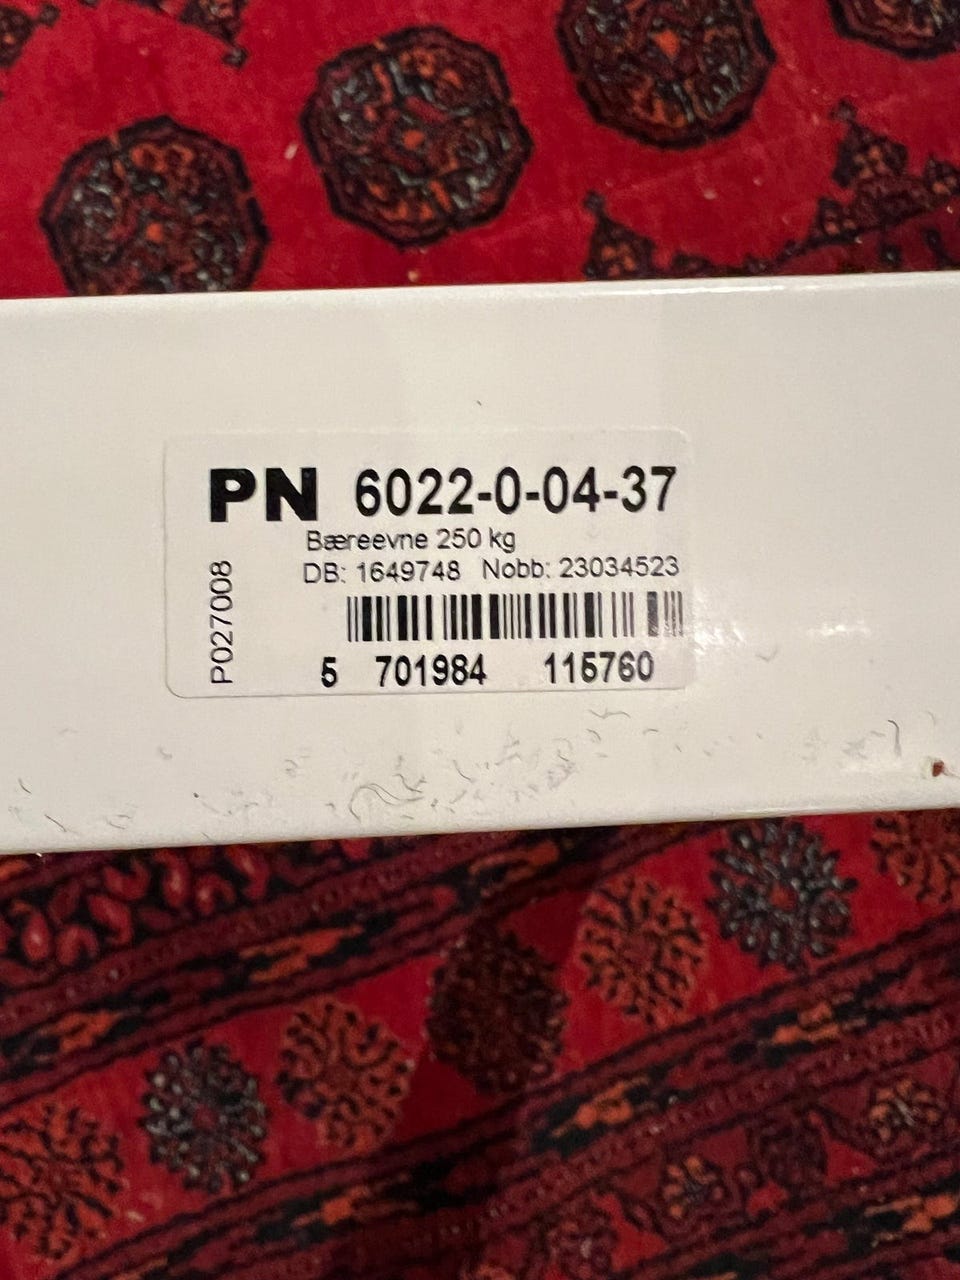 PN 6022-0-04-37
Bæreevne 250 kg
DB: 1649748 Nobb: 23034523
P027008
5 701984 115760